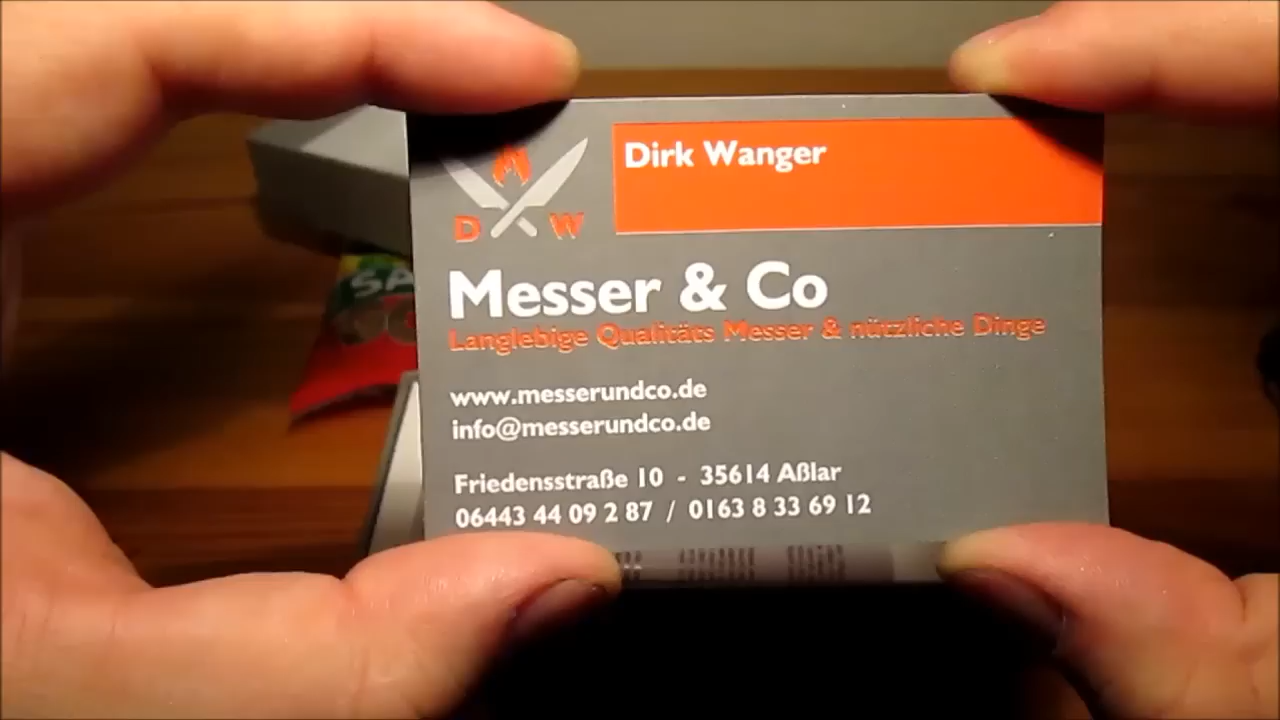 Dirk Wanger
D W
Messer & Co
Langlebige Qualitäts Messer & nützliche Dinge
www.messerundco.de
info@messerundco.de
Friedensstraße 10 - 35614 Aßlar
06443 44 09 2 87 / 0163 8 33 69 12
SA